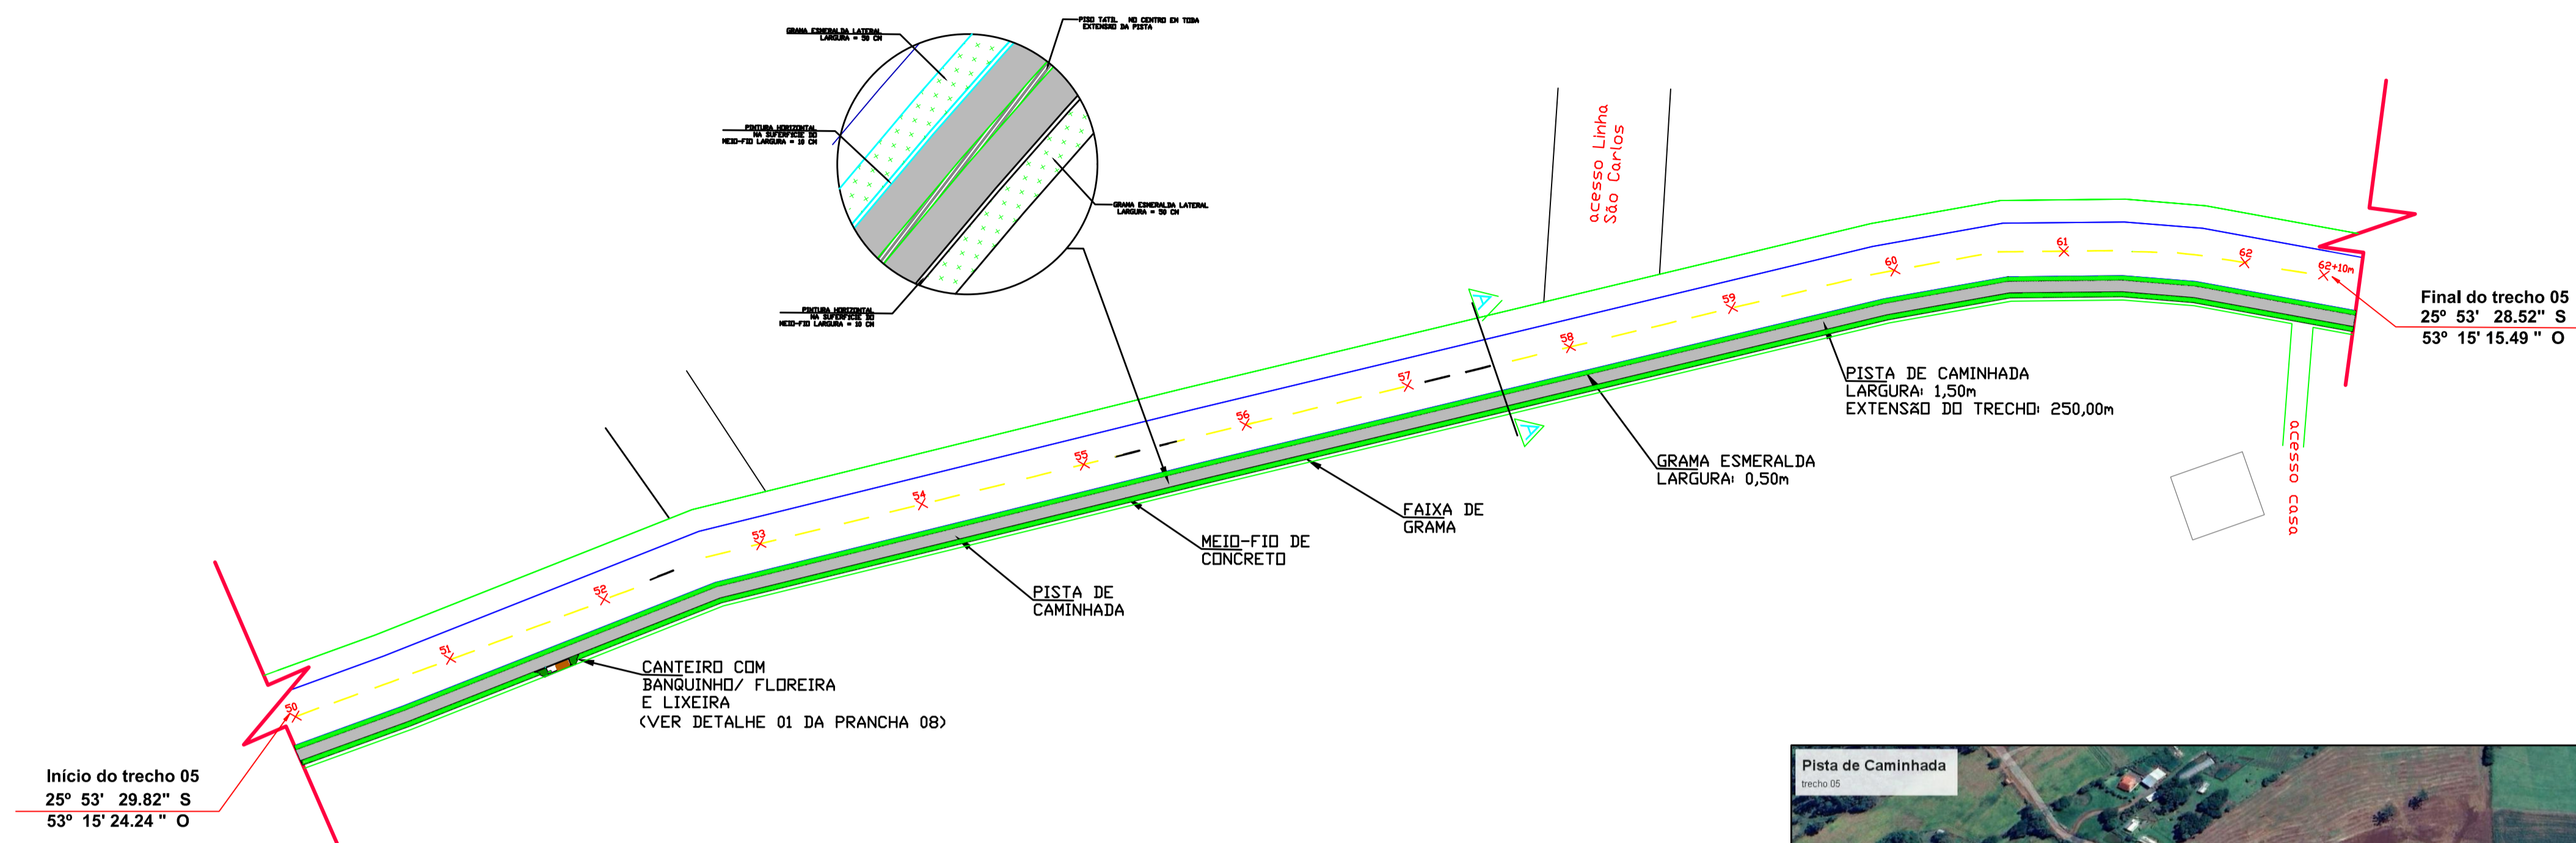 PISO TÁTIL NO CENTRO EM TODA
EXTENSÃO DA PISTA
GRAMA ESMERALDA LATERAL
LARGURA = 50 CM
PINTURA HORIZONTAL
NA SUFERFICIE DO
MEIO-FIO LARGURA = 10 CM
GRAMA ESMERALDA LATERAL
LARGURA = 50 CM
PINTURA HORIZONTAL
NA SUFERFICIE DO
MEIO-FIO LARGURA = 10 CM
acesso Linha
São Carlos
A
A
50
51
52
53
54
55
56
57
58
59
60
61
62
62+10m
Final do trecho 05
25º 53' 28.52" S
53º 15' 15.49 " O
PISTA DE CAMINHADA
LARGURA: 1,50m
EXTENSÃO DO TRECHO: 250,00m
GRAMA ESMERALDA
LARGURA: 0,50m
FAIXA DE
GRAMA
MEIO-FIO DE
CONCRETO
PISTA DE
CAMINHADA
acesso casa
CANTEIRO COM
BANQUINHO/ FLOREIRA
E LIXEIRA
(VER DETALHE 01 DA PRANCHA 08)
Início do trecho 05
25º 53' 29.82" S
53º 15' 24.24 " O
Pista de Caminhada
trecho 05